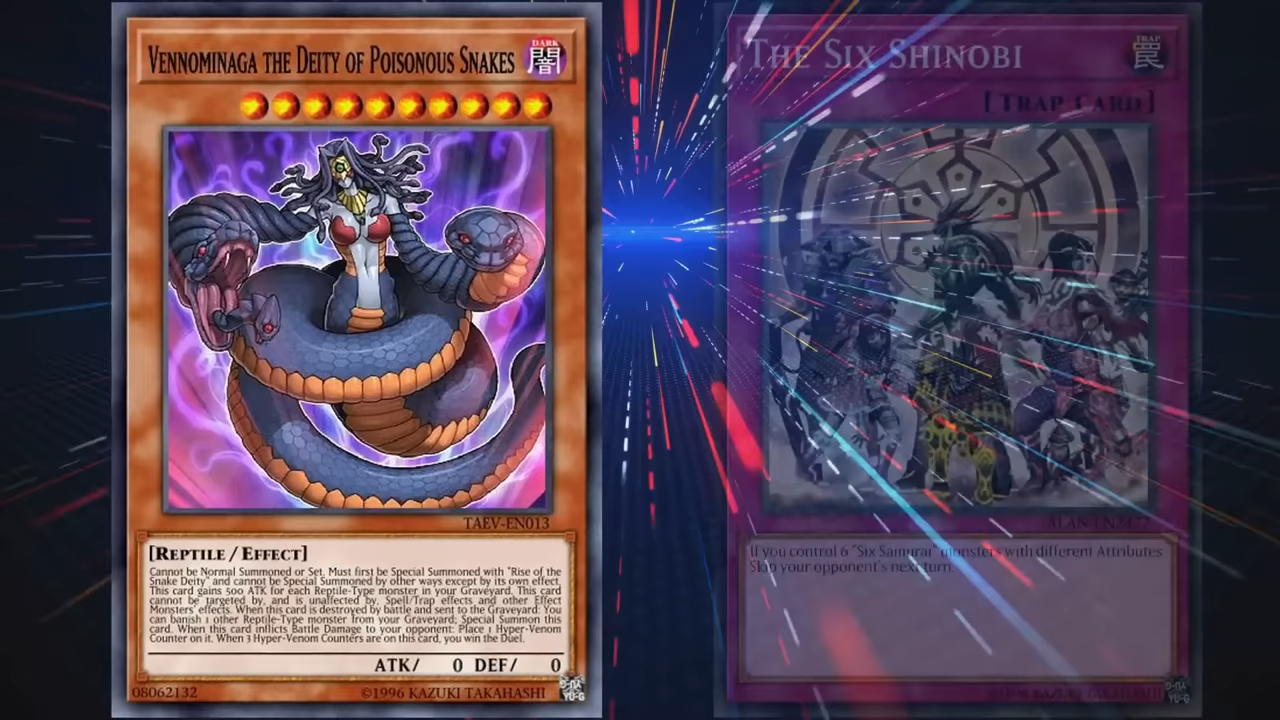 VENNOMINAGA THE DEITY OF POISONOUS SNAKES
DARK
闇
TAEV-EN013
[REPTILE / EFFECT]
Cannot be Normal Summoned or Set. Must first be Special Summoned with "Rise of the
Snake Deity" and cannot be Special Summoned by other ways except by its own effect.
This card gains 500 ATK for each Reptile-Type monster in your Graveyard. This card
cannot be targeted by, and is unaffected by, Spell/Trap effects and other Effect
Monsters' effects. When this card is destroyed by battle and sent to the Graveyard: You
can banish 1 other Reptile-Type monster from your Graveyard; Special Summon this
card. When this card inflicts Battle Damage to your opponent: Place 1 Hyper-Venom
Counter on it. When 3 Hyper-Venom Counters are on this card, you win the Duel.
ATK/ 0 DEF/ 0
08062132
©1996 KAZUKI TAKAHASHI
THE SIX SHINOBI
TRAP
罠
[TRAP CARD]
If you control 6 "Six Samurai" monsters with different Attributes
Skip your opponent's next turn.